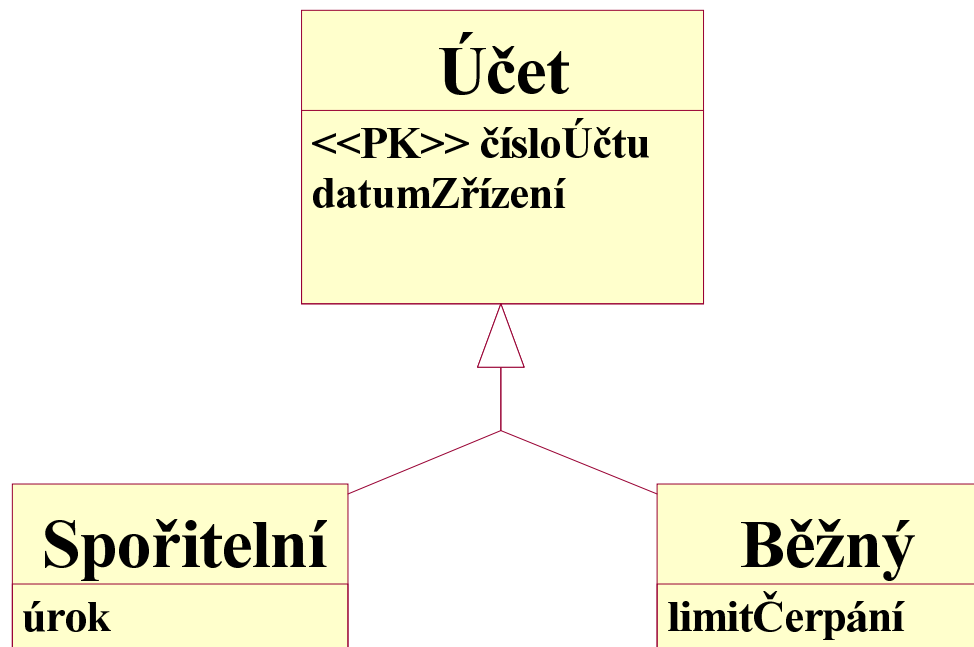 Účet
<<PK>> čísloÚčtu
datumZřízení
Spořitelní
úrok
Běžný
limitČerpání